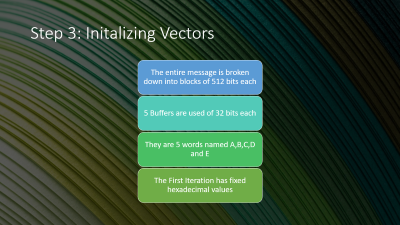 Step 3: Initalizing Vectors
The entire message is broken
down into blocks of 512 bits each
5 Buffers are used of 32 bits each
They are 5 words named A,B,C,D
and E
The First Iteration has fixed
hexadecimal values